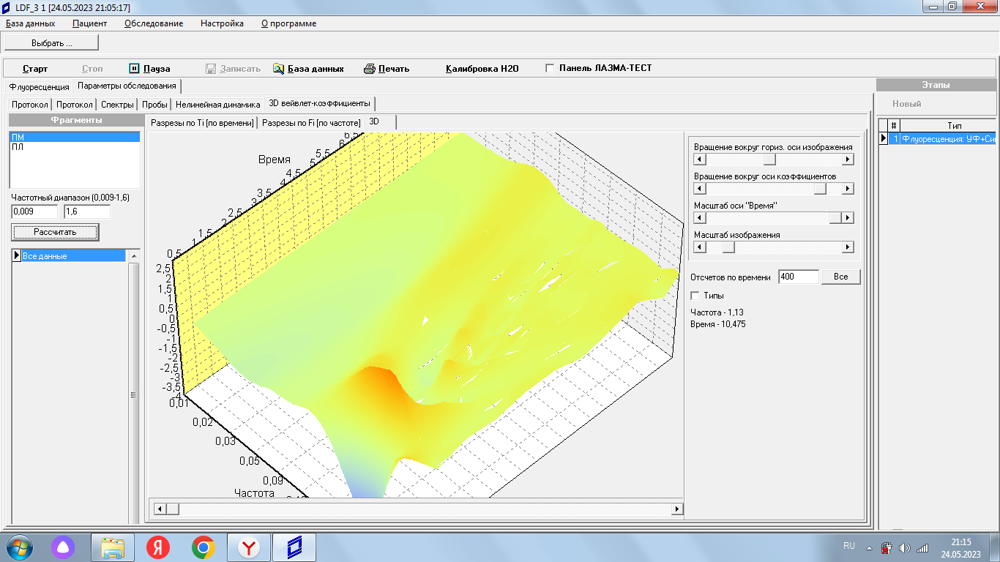 LDF_3 1 [24.05.2023 21:05:17]
База данных Пациент Обследование Настройка О программе
Выбрать ...
Старт Стоп Пауза Записать База данных Печать Калибровка H2O Панель ЛАЗМА-ТЕСТ
Флуоресценция Параметры обследования
Протокол Протокол Спектры Пробы Нелинейная динамика 3D вейвлет-коэффициенты
Фрагменты
ПМ
ПЛ
Частотный диапазон (0,009-1,6)
0,009 1,6
Рассчитать
Все данные
Разрезы по Ti [по времени] Разрезы по Fi [по частоте] 3D
Время
6,5
6
5,5
5
4,5
4
3,5
3
2,5
2
1,5
1
0,5
2,5
2
1,5
1
0,5
0
-0,5
-1
-1,5
-2
-2,5
-3
-3,5
-4
0,01
0,02
0,03
0,05
0,09
Частота
Вращение вокруг гориз. оси изображения
Вращение вокруг оси коэффициентов
Масштаб оси "Время"
Масштаб изображения
Отсчетов по времени 400 Все
Типы
Частота - 1,13
Время - 10,475
Этапы
Новый
# Тип
1 Флуоресценция: УФ+Си
Я
Y
RU
21:15
24.05.2023